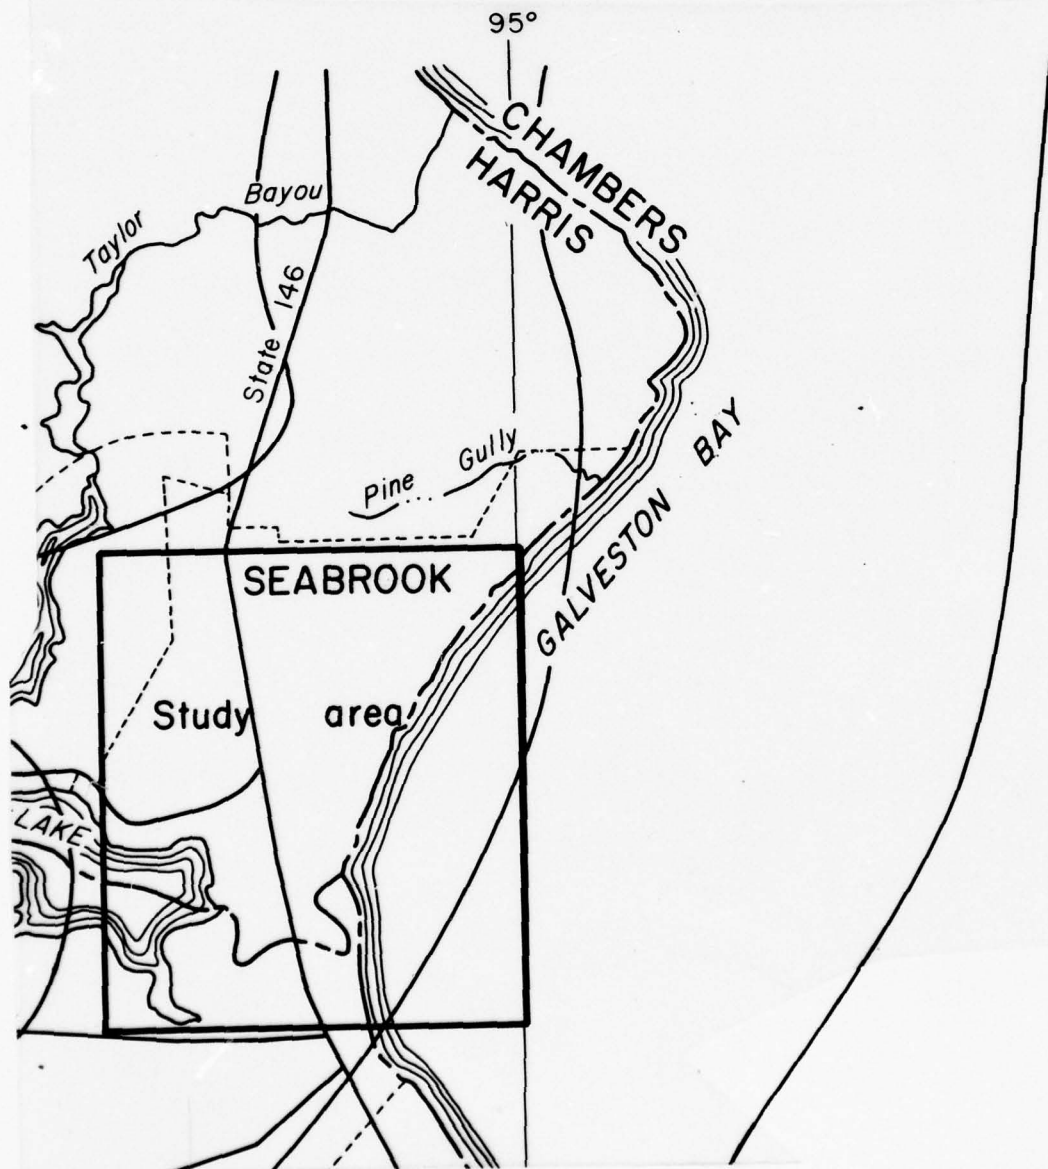 95°
CHAMBERS
HARRIS
Bayou
Taylor
State 146
BAY
Pine Gully
GALVESTON
SEABROOK
Study area
LAKE